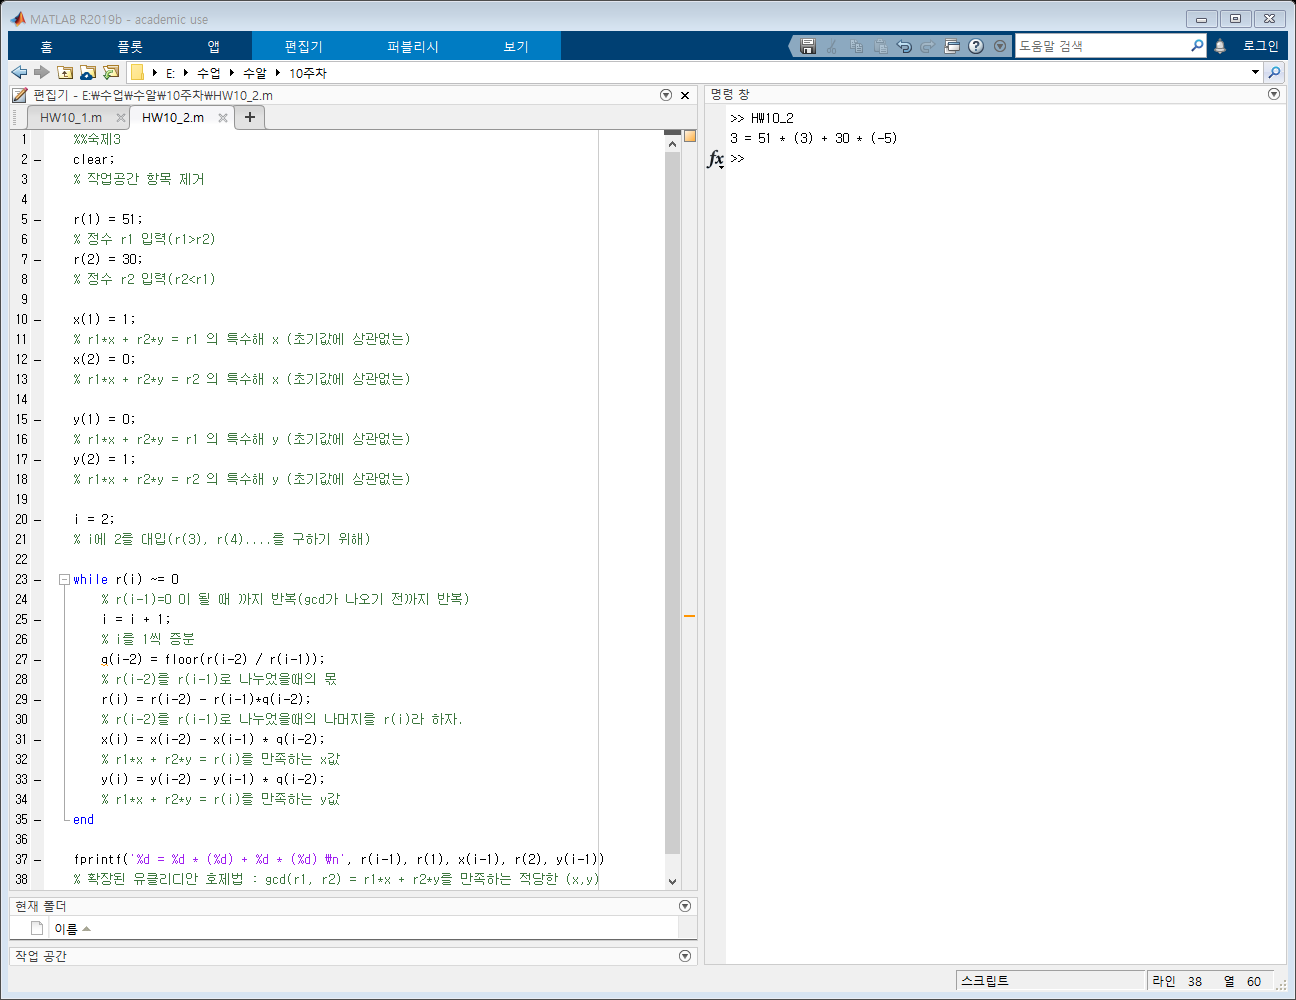 MATLAB R2019b - academic use
홈 플롯 앱 편집기 퍼블리시 보기 도움말 검색 로그인
E: 수업 수알 10주차
편집기 - E:\수업\수알\10주차\HW10_2.m
HW10_1.m HW10_2.m +
1 %%숙제3
2 clear;
3 % 작업공간 항목 제거
4
5 r(1) = 51;
6 % 정수 r1 입력(r1>r2)
7 r(2) = 30;
8 % 정수 r2 입력(r2<r1)
9
10 x(1) = 1;
11 % r1*x + r2*y = r1 의 특수해 x (초기값에 상관없는)
12 x(2) = 0;
13 % r1*x + r2*y = r2 의 특수해 x (초기값에 상관없는)
14
15 y(1) = 0;
16 % r1*x + r2*y = r1 의 특수해 y (초기값에 상관없는)
17 y(2) = 1;
18 % r1*x + r2*y = r2 의 특수해 y (초기값에 상관없는)
19
20 i = 2;
21 % i에 2를 대입(r(3), r(4)....를 구하기 위해)
22
23 while r(i) ~= 0
24 % r(i-1)=0 이 될 때 까지 반복(gcd가 나오기 전까지 반복)
25 i = i + 1;
26 % i를 1씩 증분
27 q(i-2) = floor(r(i-2) / r(i-1));
28 % r(i-2)를 r(i-1)로 나누었을때의 몫
29 r(i) = r(i-2) - r(i-1)*q(i-2);
30 % r(i-2)를 r(i-1)로 나누었을때의 나머지를 r(i)라 하자.
31 x(i) = x(i-2) - x(i-1) * q(i-2);
32 % r1*x + r2*y = r(i)를 만족하는 x값
33 y(i) = y(i-2) - y(i-1) * q(i-2);
34 % r1*x + r2*y = r(i)를 만족하는 y값
35 end
36
37 fprintf('%d = %d * (%d) + %d * (%d) ₩n', r(i-1), r(1), x(i-1), r(2), y(i-1))
38 % 확장된 유클리디안 호제법 : gcd(r1, r2) = r1*x + r2*y를 만족하는 적당한 (x,y)
현재 폴더
이름
작업 공간
명령 창
>> HW10_2
3 = 51 * (3) + 30 * (-5)
fx >>
스크립트 라인 38 열 60